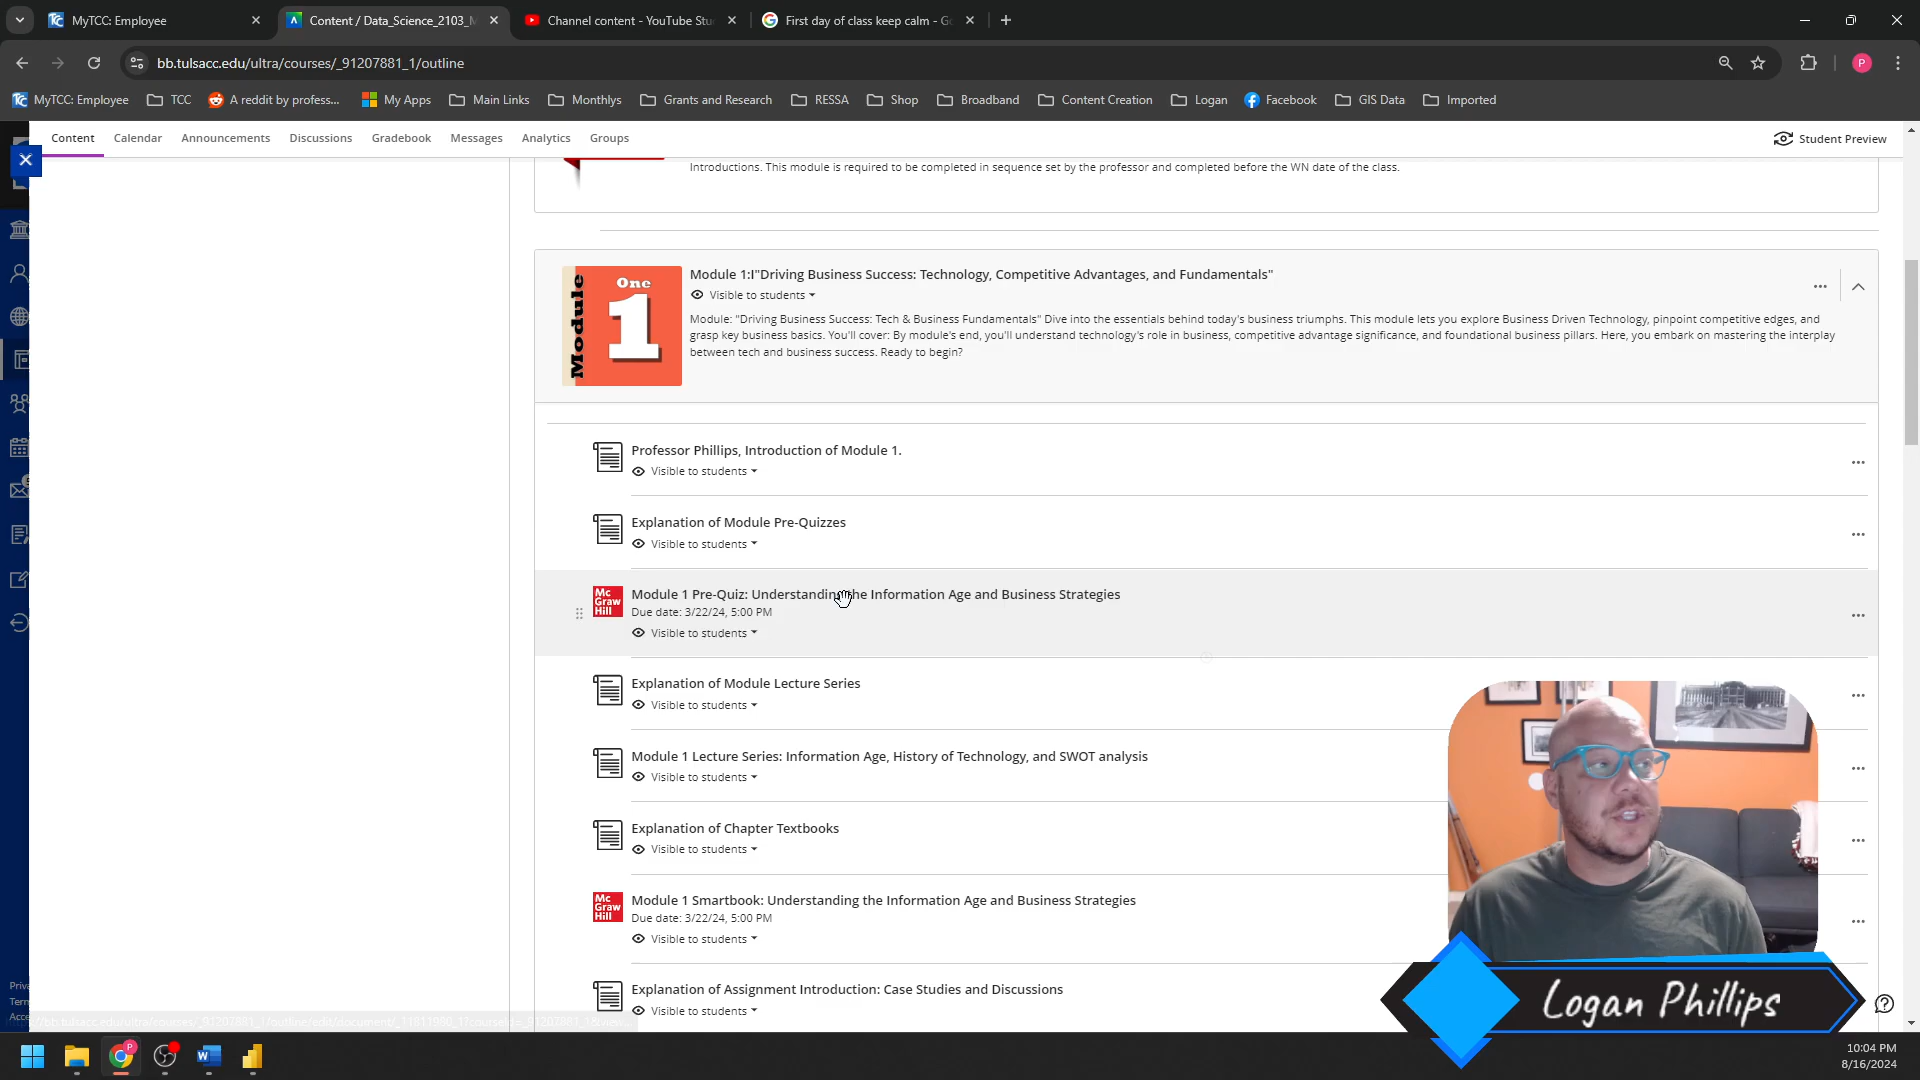 MyTCC: Employee
Content / Data_Science_2103_M
Channel content - YouTube Stu
First day of class keep calm - Go
bb.tulsacc.edu/ultra/courses/_91207881_1/outline
P
MyTCC: Employee
TCC
A reddit by profess...
My Apps
Main Links
Monthlys
Grants and Research
RESSA
Shop
Broadband
Content Creation
Logan
Facebook
GIS Data
Imported
Content
Calendar
Announcements
Discussions
Gradebook
Messages
Analytics
Groups
Student Preview
Introductions. This module is required to be completed in sequence set by the professor and completed before the WN date of the class.
Module One 1
Module 1:I"Driving Business Success: Technology, Competitive Advantages, and Fundamentals"
Visible to students
Module: "Driving Business Success: Tech & Business Fundamentals" Dive into the essentials behind today's business triumphs. This module lets you explore Business Driven Technology, pinpoint competitive edges, and
grasp key business basics. You'll cover: By module's end, you'll understand technology's role in business, competitive advantage significance, and foundational business pillars. Here, you embark on mastering the interplay
between tech and business success. Ready to begin?
Professor Phillips, Introduction of Module 1.
Visible to students
Explanation of Module Pre-Quizzes
Visible to students
Mc Graw Hill
Module 1 Pre-Quiz: Understanding the Information Age and Business Strategies
Due date: 3/22/24, 5:00 PM
Visible to students
Explanation of Module Lecture Series
Visible to students
Module 1 Lecture Series: Information Age, History of Technology, and SWOT analysis
Visible to students
Explanation of Chapter Textbooks
Visible to students
Mc Graw Hill
Module 1 Smartbook: Understanding the Information Age and Business Strategies
Due date: 3/22/24, 5:00 PM
Visible to students
Explanation of Assignment Introduction: Case Studies and Discussions
Visible to students
Priva
Term
Acce
Logan Phillips
10:04 PM
8/16/2024